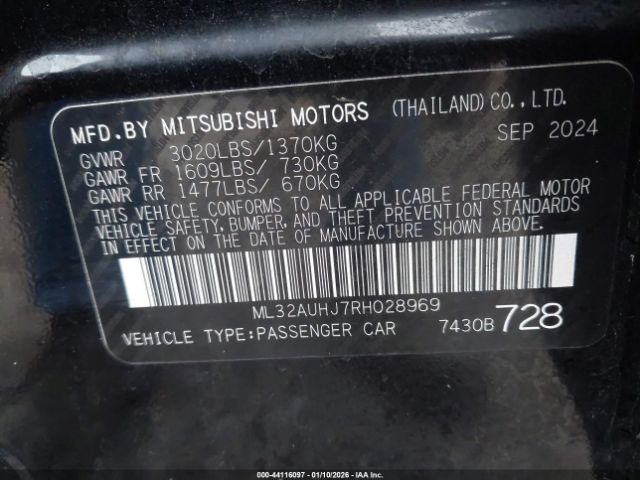 MFD.BY MITSUBISHI MOTORS (THAILAND)CO.,LTD.
SEP 2024
GVWR 3020LBS/1370KG
GAWR FR 1609LBS/ 730KG
GAWR RR 1477LBS/ 670KG
THIS VEHICLE CONFORMS TO ALL APPLICABLE FEDERAL MOTOR
VEHICLE SAFETY, BUMPER, AND THEFT PREVENTION STANDARDS
IN EFFECT ON THE DATE OF MANUFACTURE SHOWN ABOVE.
ML32AUHJ7RH028969
VEHICLE TYPE:PASSENGER CAR 7430B 728
000-44116097 - 01/10/2026 - IAAI.com